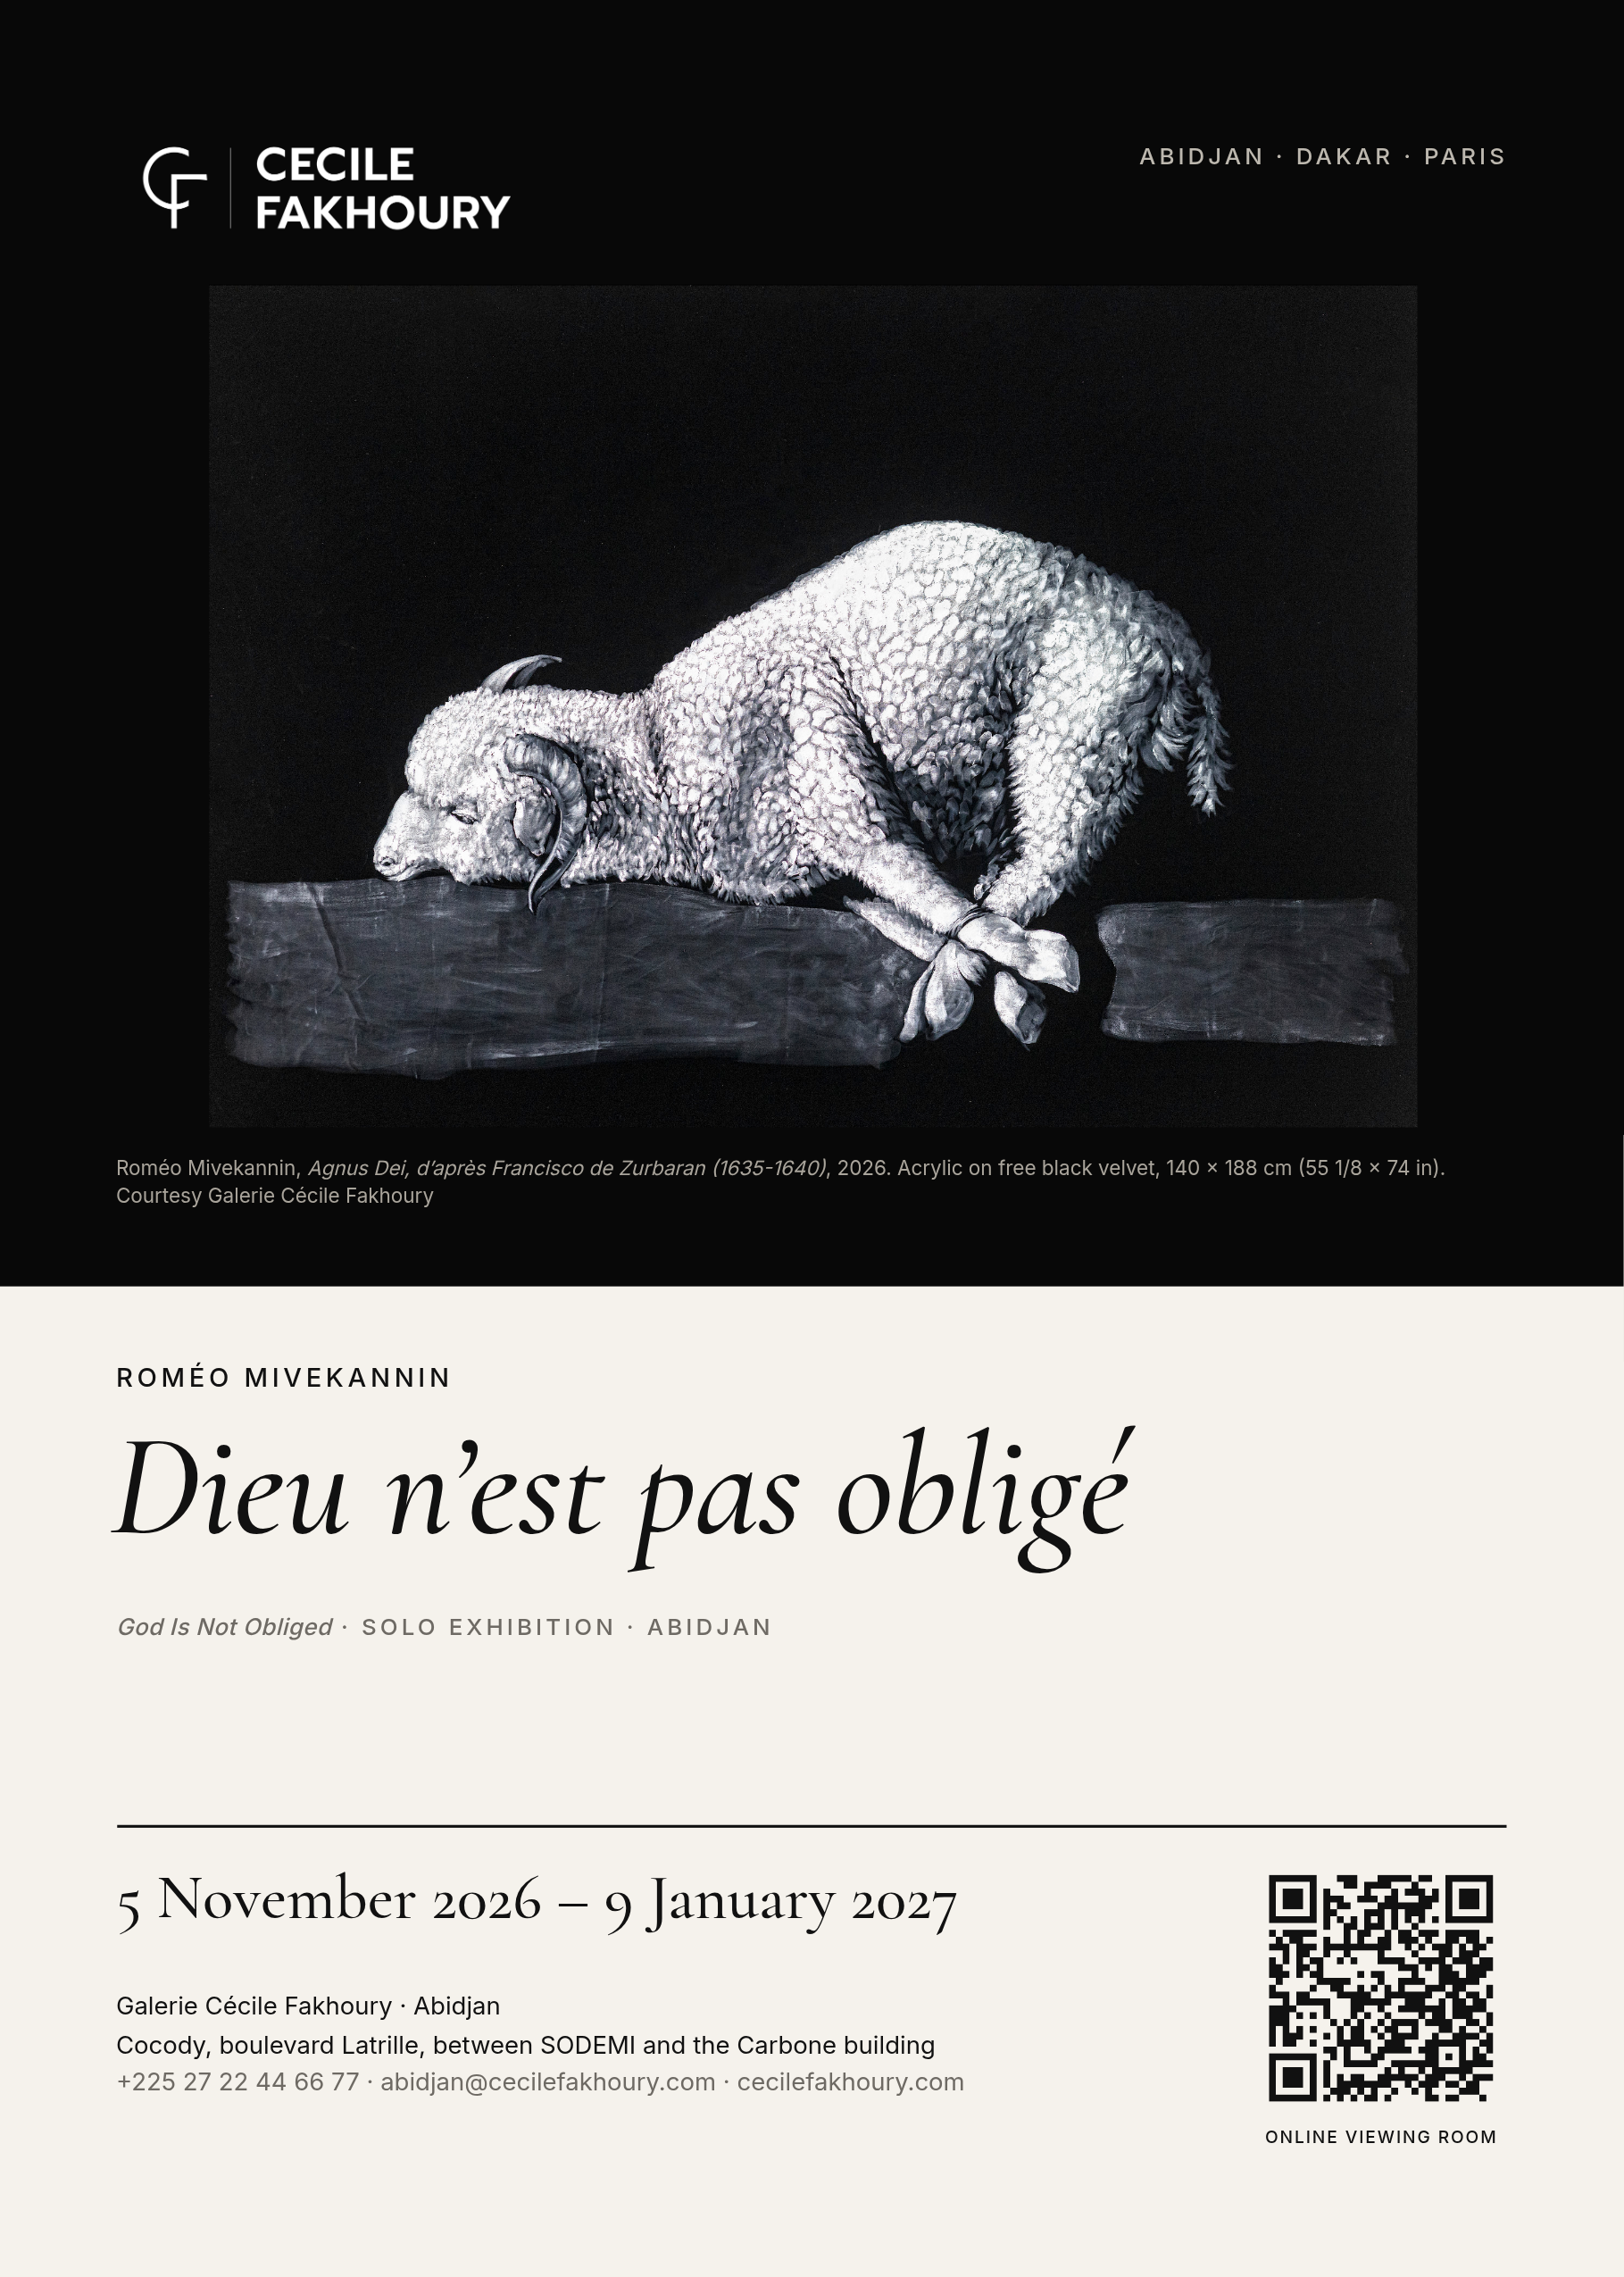 CECILE
FAKHOURY
ABIDJAN · DAKAR · PARIS
Roméo Mivekannin, Agnus Dei, d’après Francisco de Zurbaran (1635-1640), 2026. Acrylic on free black velvet, 140 × 188 cm (55 1/8 × 74 in).
Courtesy Galerie Cécile Fakhoury
ROMÉO MIVEKANNIN
Dieu n’est pas obligé
God Is Not Obliged · SOLO EXHIBITION · ABIDJAN
5 November 2026 – 9 January 2027
Galerie Cécile Fakhoury · Abidjan
Cocody, boulevard Latrille, between SODEMI and the Carbone building
+225 27 22 44 66 77 · abidjan@cecilefakhoury.com · cecilefakhoury.com
ONLINE VIEWING ROOM